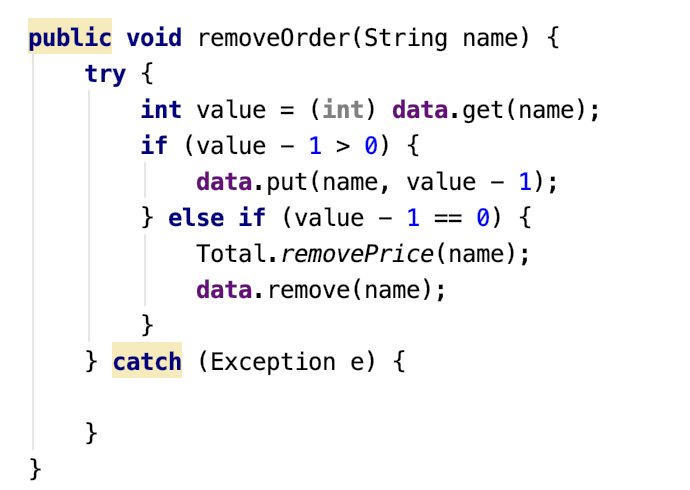 public void removeOrder(String name) {
    try {
        int value = (int) data.get(name);
        if (value - 1 > 0) {
            data.put(name, value - 1);
        } else if (value - 1 == 0) {
            Total.removePrice(name);
            data.remove(name);
        }
    } catch (Exception e) {

    }
}